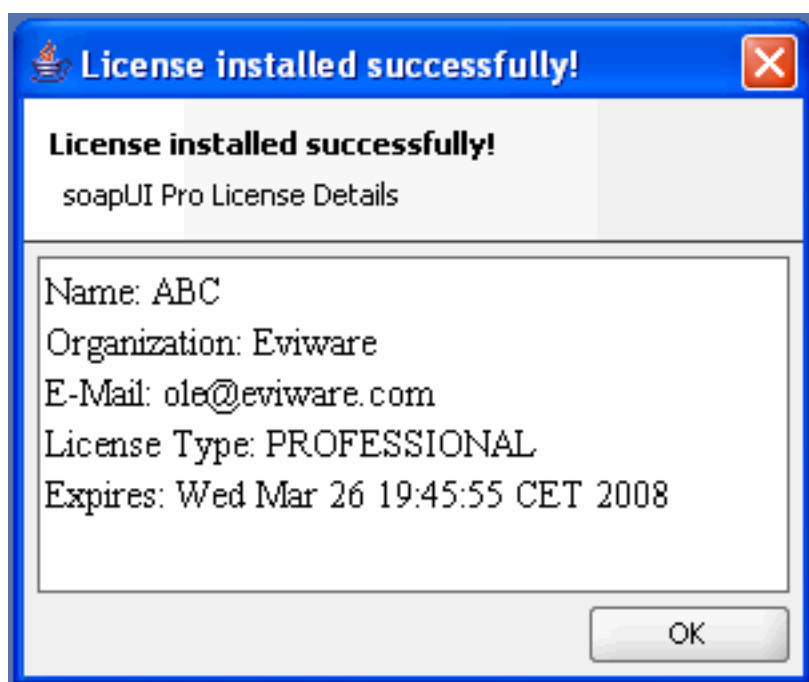 License installed successfully!
License installed successfully!
soapUI Pro License Details
Name: ABC
Organization: Eviware
E-Mail: ole@eviware.com
License Type: PROFESSIONAL
Expires: Wed Mar 26 19:45:55 CET 2008
OK